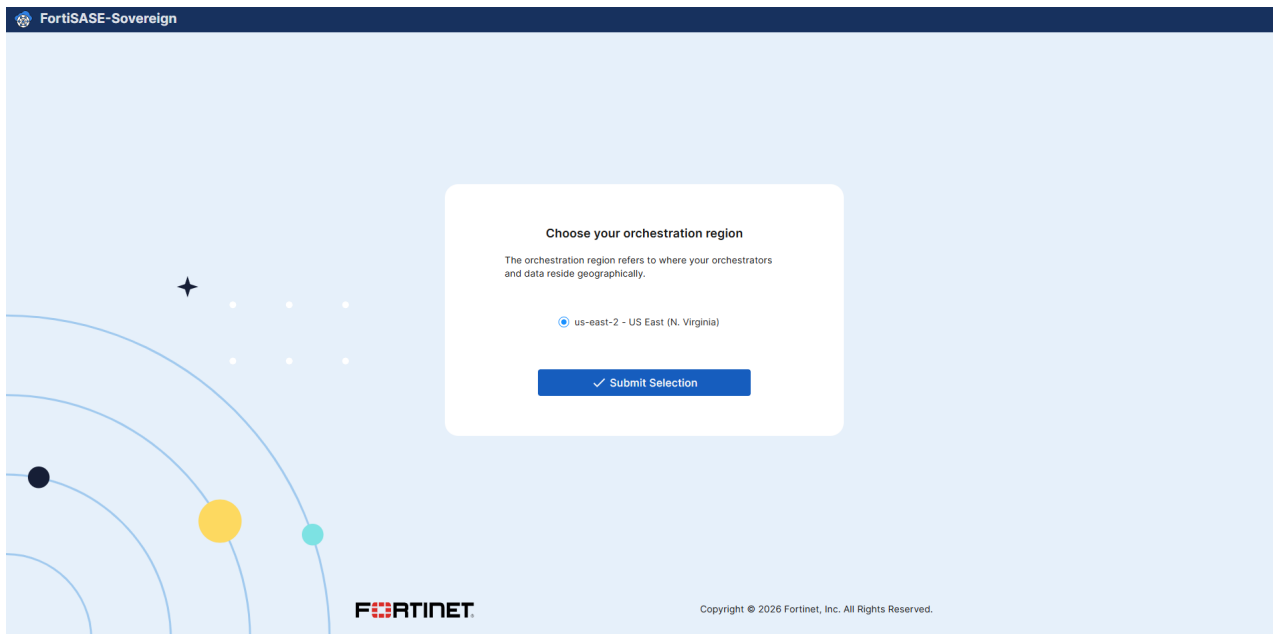 FortiSASE-Sovereign
Choose your orchestration region
The orchestration region refers to where your orchestrators
and data reside geographically.
us-east-2 - US East (N. Virginia)
Submit Selection
FORTINET
Copyright © 2026 Fortinet, Inc. All Rights Reserved.